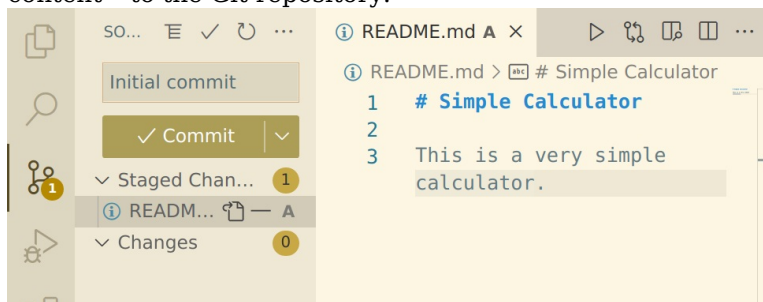 content to the Git repository.
SO...
README.md A
README.md > # Simple Calculator
Initial commit
Commit
Staged Chan... 1
READM... A
Changes 0
1
1 # Simple Calculator
2
3 This is a very simple
calculator.